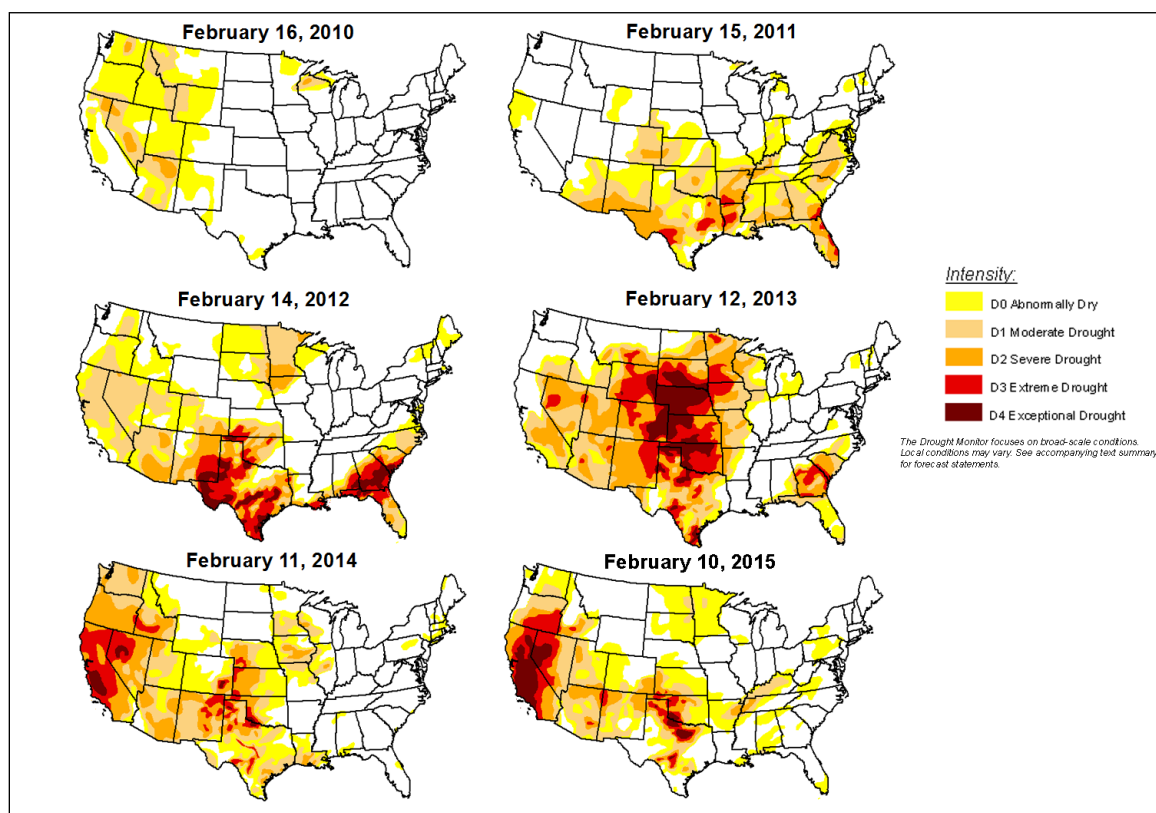 February 16, 2010
February 15, 2011
February 14, 2012
February 12, 2013
February 11, 2014
February 10, 2015
Intensity:
D0 Abnormally Dry
D1 Moderate Drought
D2 Severe Drought
D3 Extreme Drought
D4 Exceptional Drought
The Drought Monitor focuses on broad-scale conditions.
Local conditions may vary. See accompanying text summary
for forecast statements.